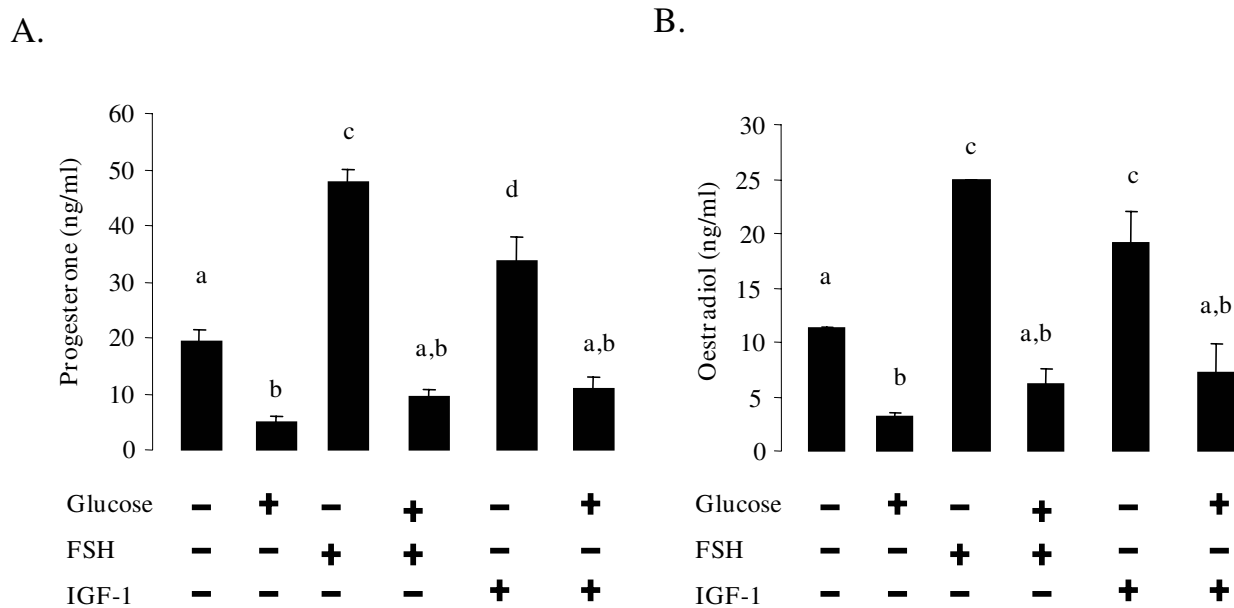 A.
Progesterone (ng/ml)
60
50
40
30
20
10
0
a
b
c
a,b
d
a,b
Glucose − + − + − +
FSH − − + + − −
IGF-1 − − − − + +
B.
Oestradiol (ng/ml)
30
25
20
15
10
5
0
a
b
c
a,b
c
a,b
Glucose − + − + − +
FSH − − + + − −
IGF-1 − − − − + +